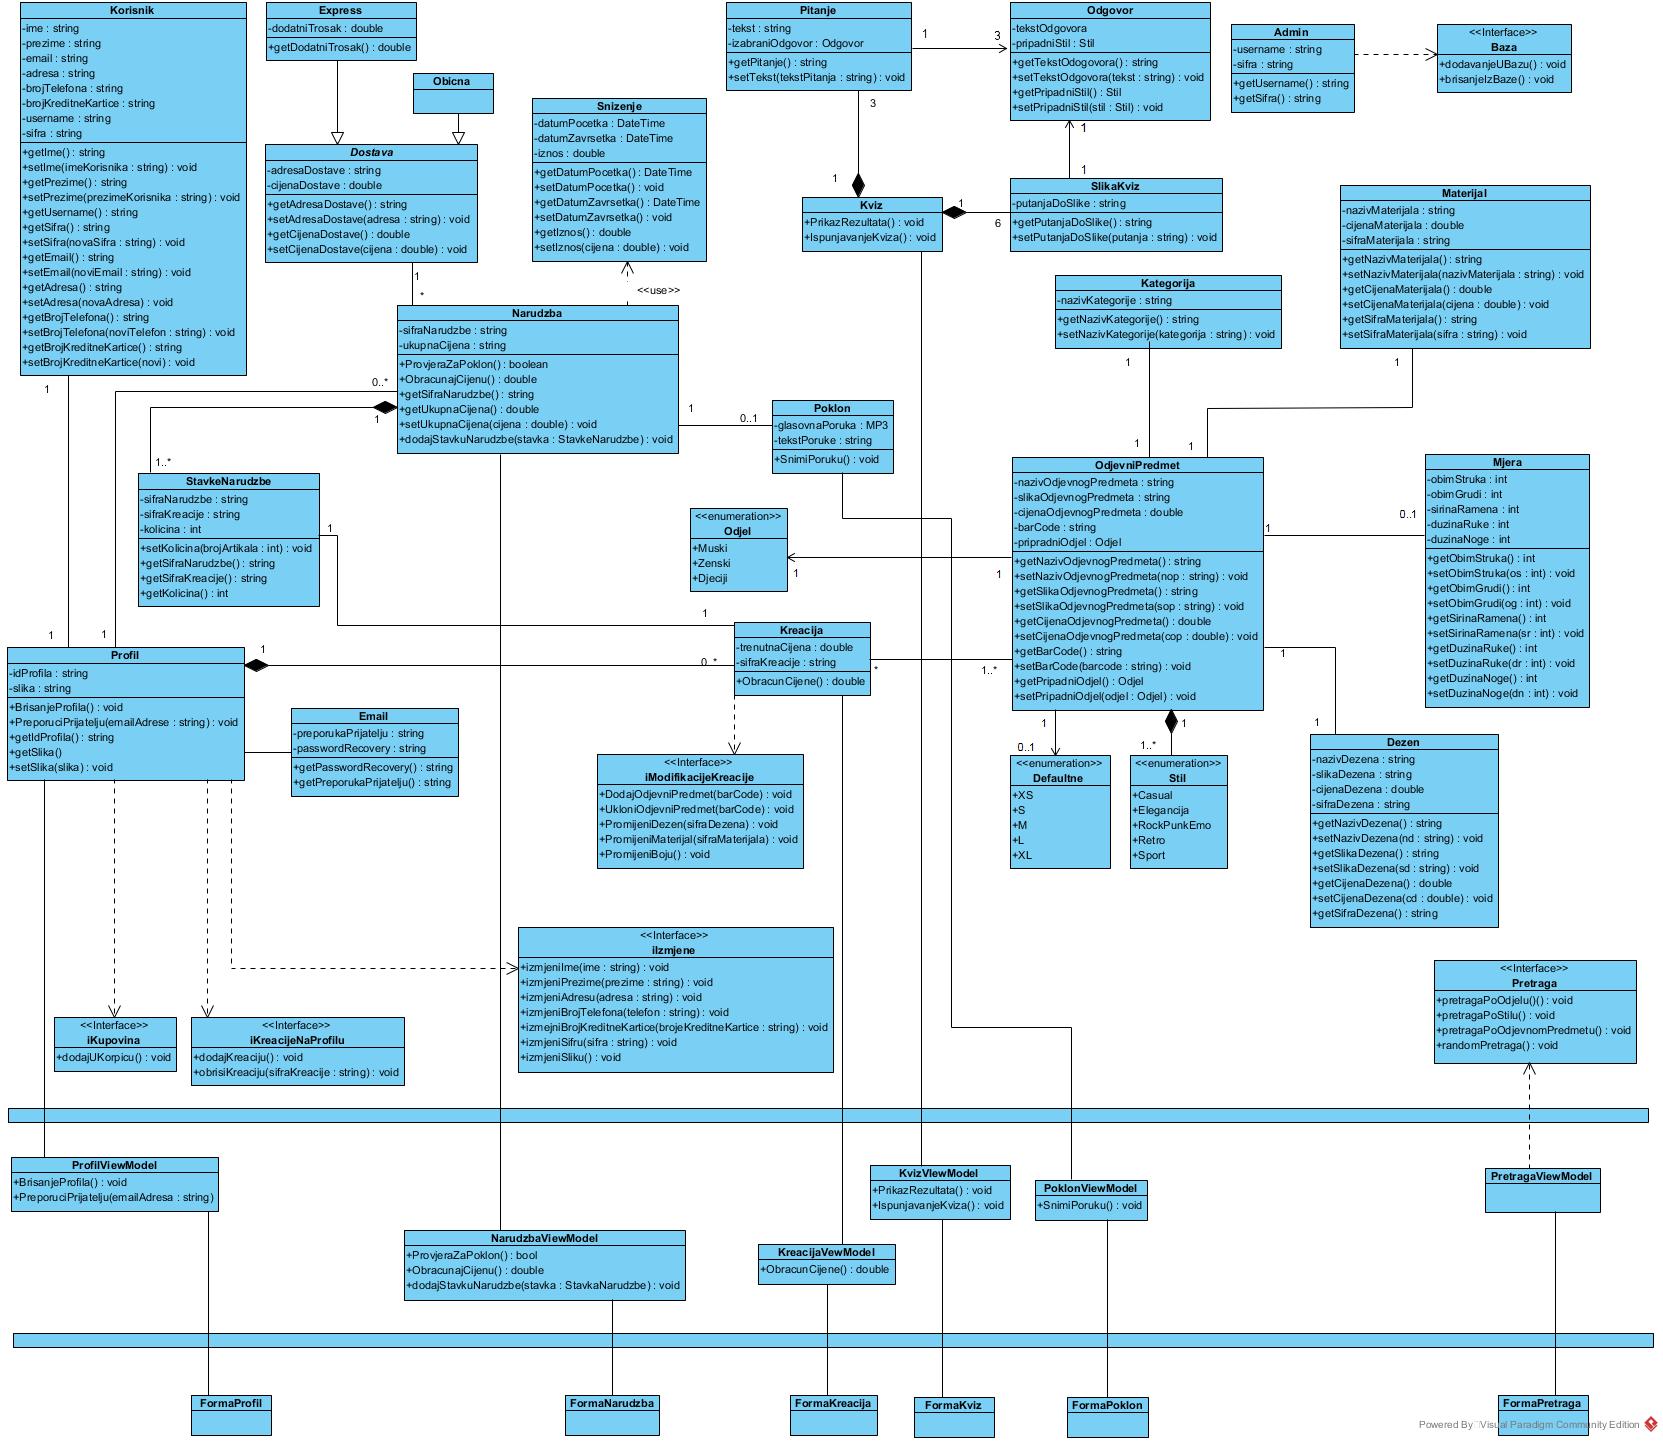 Korisnik
-ime : string
-prezime : string
-email : string
-adresa : string
-brojTelefona : string
-brojKreditneKartice : string
-username : string
-sifra : string
+getIme() : string
+setIme(imeKorisnika : string) : void
+getPrezime() : string
+setPrezime(prezimeKorisnika : string) : void
+getUsername() : string
+getSifra() : string
+setSifra(novaSifra : string) : void
+getEmail() : string
+setEmail(noviEmail : string) : void
+getAdresa() : string
+setAdresa(novaAdresa) : void
+getBrojTelefona() : string
+setBrojTelefona(noviTelefon : string) : void
+getBrojKreditneKartice() : string
+setBrojKreditneKartice(novi) : void
1
1
Express
-dodatniTrosak : double
+getDodatniTrosak() : double
Obicna
Dostava
-adresaDostave : string
-cijenaDostave : double
+getAdresaDostave() : string
+setAdresaDostave(adresa : string) : void
+getCijenaDostave() : double
+setCijenaDostave(cijena : double) : void
1
*
Snizenje
-datumPocetka : DateTime
-datumZavrsetka : DateTime
-iznos : double
+getDatumPocetka() : DateTime
+setDatumPocetka() : void
+getDatumZavrsetka() : DateTime
+setDatumZavrsetka() : void
+getIznos() : double
+setIznos(cijena : double) : void
<<use>>
Pitanje
-tekst : string
-izabraniOdgovor : Odgovor
+getPitanje() : string
+setTekst(tekstPitanja : string) : void
1
3
3
1
Odgovor
-tekstOdgovora
-pripadniStil : Stil
+getTekstOdogovora() : string
+setTekstOdgovora(tekst : string) : void
+getPripadniStil() : Stil
+setPripadniStil(stil : Stil) : void
1
1
Admin
-username : string
-sifra : string
+getUsername() : string
+getSifra() : string
<<Interface>>
Baza
+dodavanjeUBazu() : void
+brisanjeIzBaze() : void
Kviz
+PrikazRezultata() : void
+IspunjavanjeKviza() : void
1
6
SlikaKviz
-putanjaDoSlike : string
+getPutanjaDoSlike() : string
+setPutanjaDoSlike(putanja : string) : void
Kategorija
-nazivKategorije : string
+getNazivKategorije() : string
+setNazivKategorije(kategorija : string) : void
1
1
Materijal
-nazivMaterijala : string
-cijenaMaterijala : double
-sifraMaterijala : string
+getNazivMaterijala() : string
+setNazivMaterijala(nazivMaterijala : string) : void
+getCijenaMaterijala() : double
+setCijenaMaterijala(cijena : double) : void
+getSifraMaterijala() : string
+setSifraMaterijala(sifra : string) : void
1
1
Narudzba
-sifraNarudzbe : string
-ukupnaCijena : string
+ProvjeraZaPoklon() : boolean
+ObracunajCijenu() : double
+getSifraNarudzbe() : string
+getUkupnaCijena() : double
+setUkupnaCijena(cijena : double) : void
+dodajStavkuNarudzbe(stavka : StavkeNarudzbe) : void
0..*
1
1
1
0..1
1..*
Poklon
-glasovnaPoruka : MP3
-tekstPoruke : string
+SnimiPoruku() : void
StavkeNarudzbe
-sifraNarudzbe : string
-sifraKreacije : string
-kolicina : int
+setKolicina(brojArtikala : int) : void
+getSifraNarudzbe() : string
+getSifraKreacije() : string
+getKolicina() : int
1
1
<<enumeration>>
Odjel
+Muski
+Zenski
+Djeciji
1
1
OdjevniPredmet
-nazivOdjevnogPredmeta : string
-slikaOdjevnogPredmeta : string
-cijenaOdjevnogPredmeta : double
-barCode : string
-pripradniOdjel : Odjel
+getNazivOdjevnogPredmeta() : string
+setNazivOdjevnogPredmeta(nop : string) : void
+getSlikaOdjevnogPredmeta() : string
+setSlikaOdjevnogPredmeta(sop : string) : void
+getCijenaOdjevnogPredmeta() : double
+setCijenaOdjevnogPredmeta(cop : double) : void
+getBarCode() : string
+setBarCode(barcode : string) : void
+getPripadniOdjel() : Odjel
+setPripadniOdjel(odjel : Odjel) : void
1
0..1
Mjera
-obimStruka : int
-obimGrudi : int
-sirinaRamena : int
-duzinaRuke : int
-duzinaNoge : int
+getObimStruka() : int
+setObimStruka(os : int) : void
+getObimGrudi() : int
+setObimGrudi(og : int) : void
+getSirinaRamena() : int
+setSirinaRamena(sr : int) : void
+getDuzinaRuke() : int
+setDuzinaRuke(dr : int) : void
+getDuzinaNoge() : int
+setDuzinaNoge(dn : int) : void
Profil
-idProfila : string
-slika : string
+BrisanjeProfila() : void
+PreporuciPrijatelju(emailAdrese : string) : void
+getIdProfila() : string
+getSlika()
+setSlika(slika) : void
1
0..*
Kreacija
-trenutnaCijena : double
-sifraKreacije : string
+ObracunCijene() : double
*
1..*
Email
-preporukaPrijatelju : string
-passwordRecovery : string
+getPasswordRecovery() : string
+getPreporukaPrijatelju() : string
<<Interface>>
iModifikacijeKreacije
+DodajOdjevniPredmet(barCode) : void
+UkloniOdjevniPredmet(barCode) : void
+PromijeniDezen(sifraDezena) : void
+PromijeniMaterijal(sifraMaterijala) : void
+PromijeniBoju() : void
1
0..1
<<enumeration>>
Defaultne
+XS
+S
+M
+L
+XL
1
1..*
<<enumeration>>
Stil
+Casual
+Elegancija
+RockPunkEmo
+Retro
+Sport
1
1
Dezen
-nazivDezena : string
-slikaDezena : string
-cijenaDezena : double
-sifraDezena : string
+getNazivDezena() : string
+setNazivDezena(nd : string) : void
+getSlikaDezena() : string
+setSlikaDezena(sd : string) : void
+getCijenaDezena() : double
+setCijenaDezena(cd : double) : void
+getSifraDezena() : string
<<Interface>>
iIzmjene
+izmjeniIme(ime : string) : void
+izmjeniPrezime(prezime : string) : void
+izmjeniAdresu(adresa : string) : void
+izmjeniBrojTelefona(telefon : string) : void
+izmejniBrojKreditneKartice(brojeKreditneKartice : string) : void
+izmjeniSifru(sifra : string) : void
+izmjeniSliku() : void
<<Interface>>
iKupovina
+dodajUKorpicu() : void
<<Interface>>
iKreacijeNaProfilu
+dodajKreaciju() : void
+obrisiKreaciju(sifraKreacije : string) : void
<<Interface>>
Pretraga
+pretragaPoOdjelu()() : void
+pretragaPoStilu() : void
+pretragaPoOdjevnomPredmetu() : void
+randomPretraga() : void
ProfilViewModel
+BrisanjeProfila() : void
+PreporuciPrijatelju(emailAdresa : string)
NarudzbaViewModel
+ProvjeraZaPoklon() : bool
+ObracunajCijenu() : double
+dodajStavkuNarudzbe(stavka : StavkaNarudzbe) : void
KreacijaVewModel
+ObracunCijene() : double
KvizVIewModel
+PrikazRezultata() : void
+IspunjavanjeKviza() : void
PoklonViewModel
+SnimiPoruku() : void
PretragaViewModel
FormaProfil
FormaNarudzba
FormaKreacija
FormaKviz
FormaPoklon
FormaPretraga
Powered By Visual Paradigm Community Edition